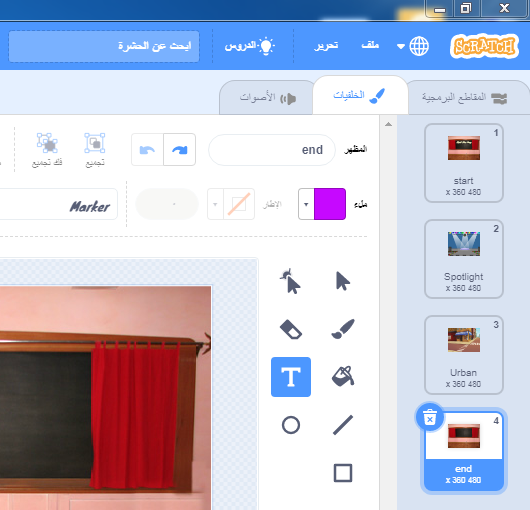 SCRATCH
ملف
تحرير
الدروس
ابحث عن الحشرة
المقاطع البرمجية
الخلفيات
الأصوات
1
start
480 x 360
2
Spotlight
480 x 360
3
Urban
480 x 360
4
end
480 x 360
المظهر
end
تجميع
فك تجميع
ملء
الإطار
Marker